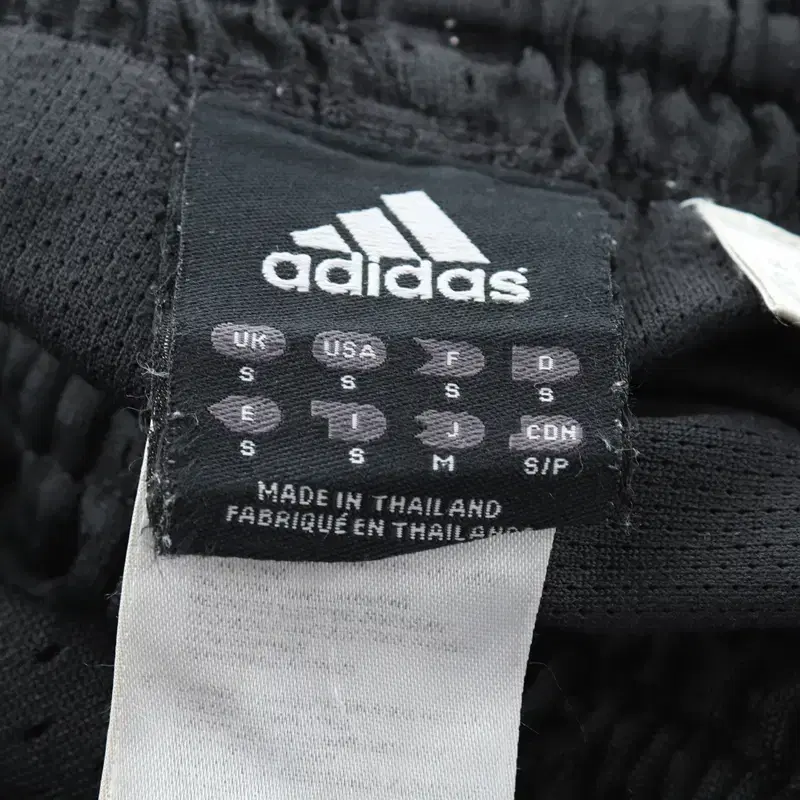 adidas
UK USA F D
S S S S
E I J CDN
S S M S/P
MADE IN THAILAND
FABRIQUÉ EN THAILANDE